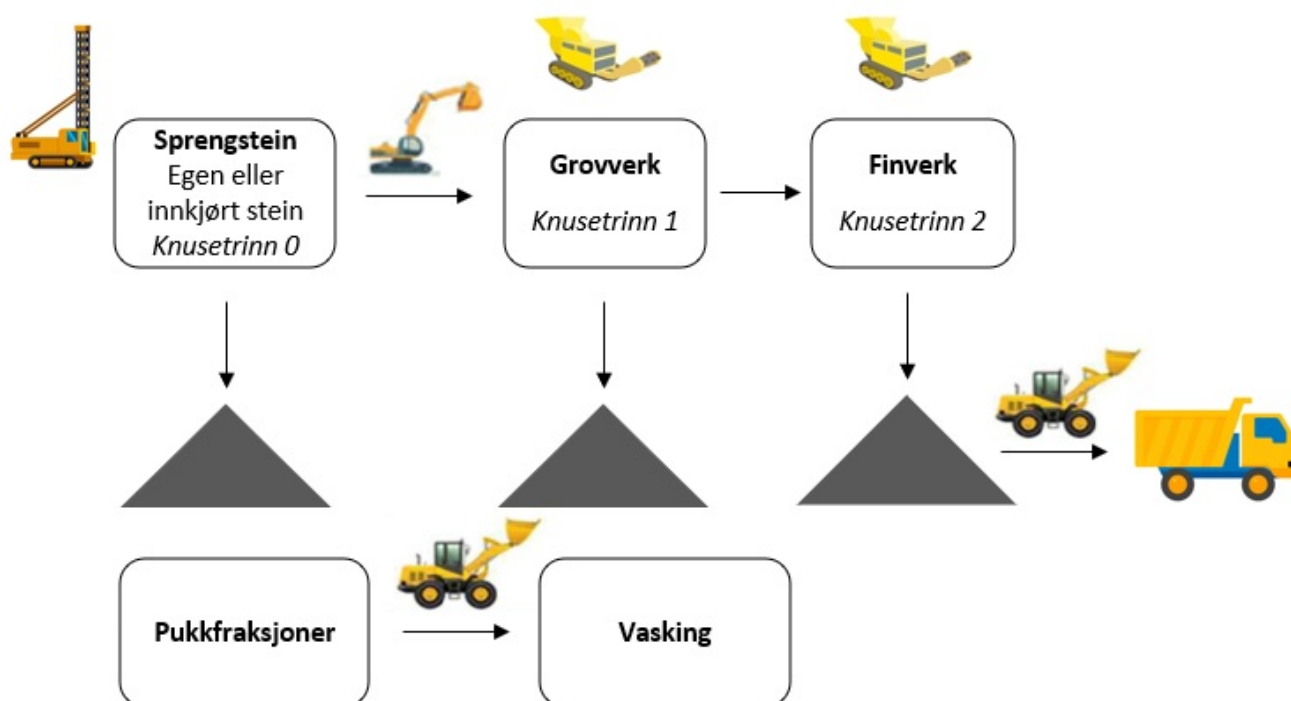 Sprengstein
Egen eller
innkjørt stein
Knusetrinn 0
Grovverk
Knusetrinn 1
Finverk
Knusetrinn 2
Pukkfraksjoner
Vasking